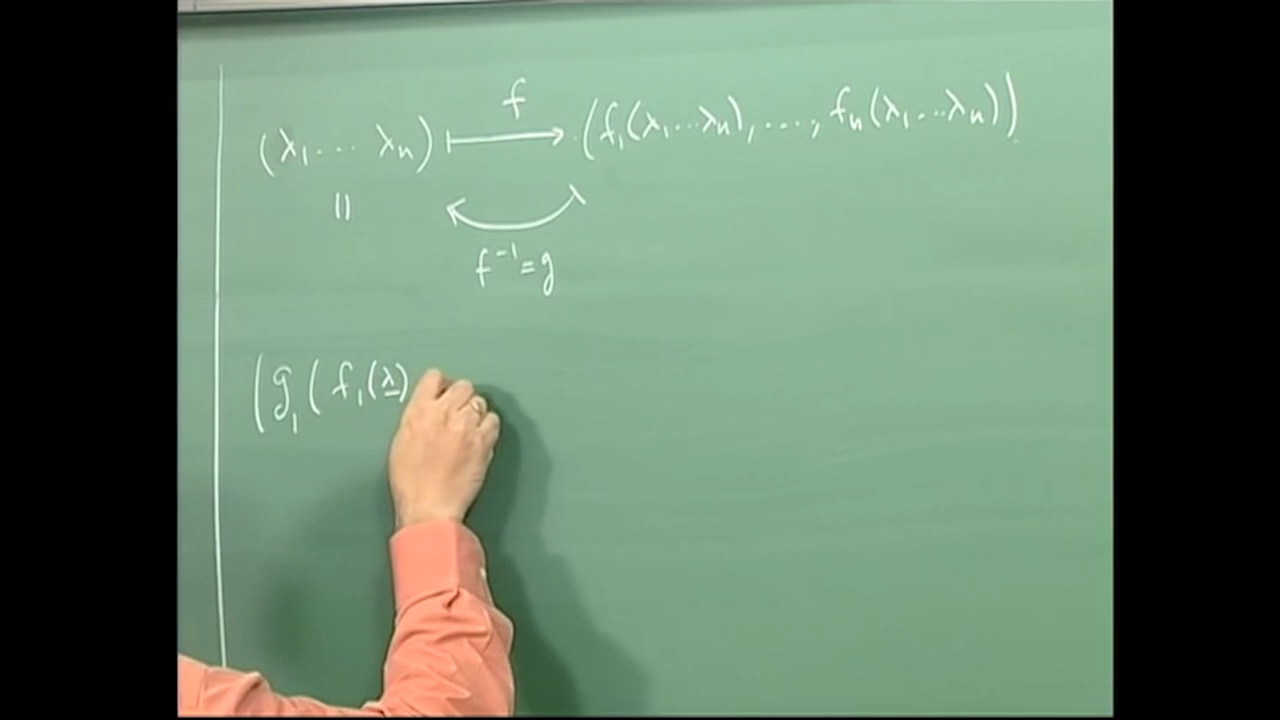 f
(λ₁ ... λₙ) ⟼ (f₁(λ₁...λₙ), ...., fₙ(λ₁...λₙ))
||
f⁻¹ = g
(g₁(f₁(λ̲)